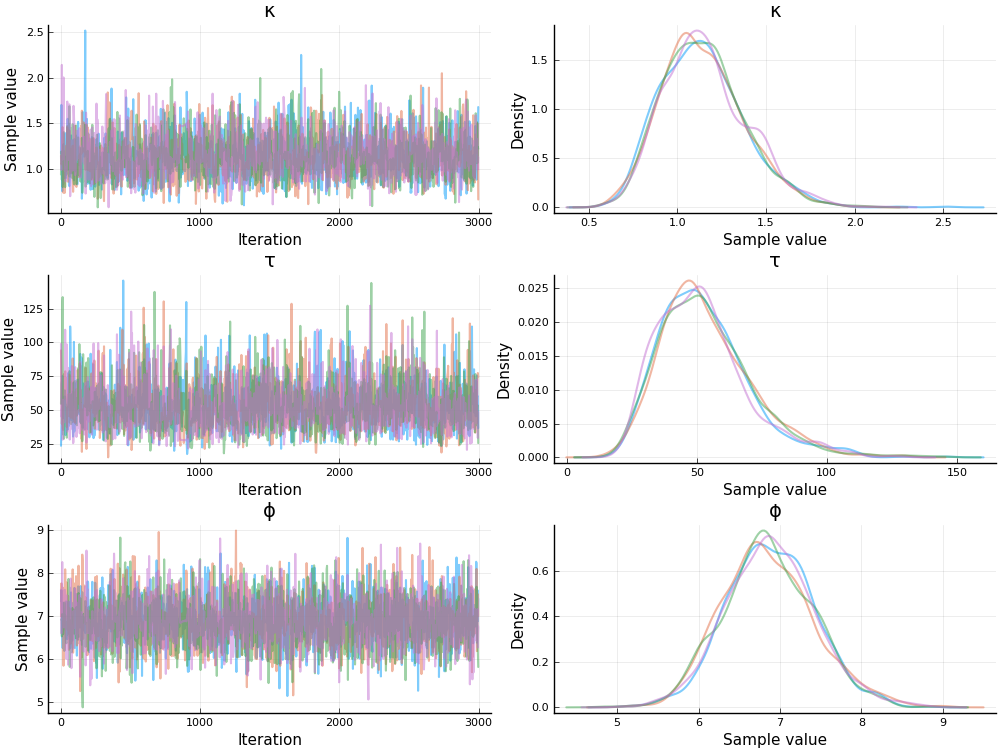 κ
κ
2.5
2.0
1.5
1.0
Sample value
0 1000 2000 3000
Iteration
1.5
1.0
0.5
0.0
Density
0.5 1.0 1.5 2.0 2.5
Sample value
τ
τ
125
100
75
50
25
Sample value
0 1000 2000 3000
Iteration
0.025
0.020
0.015
0.010
0.005
0.000
Density
0 50 100 150
Sample value
ϕ
ϕ
9
8
7
6
5
Sample value
0 1000 2000 3000
Iteration
0.6
0.4
0.2
0.0
Density
5 6 7 8 9
Sample value